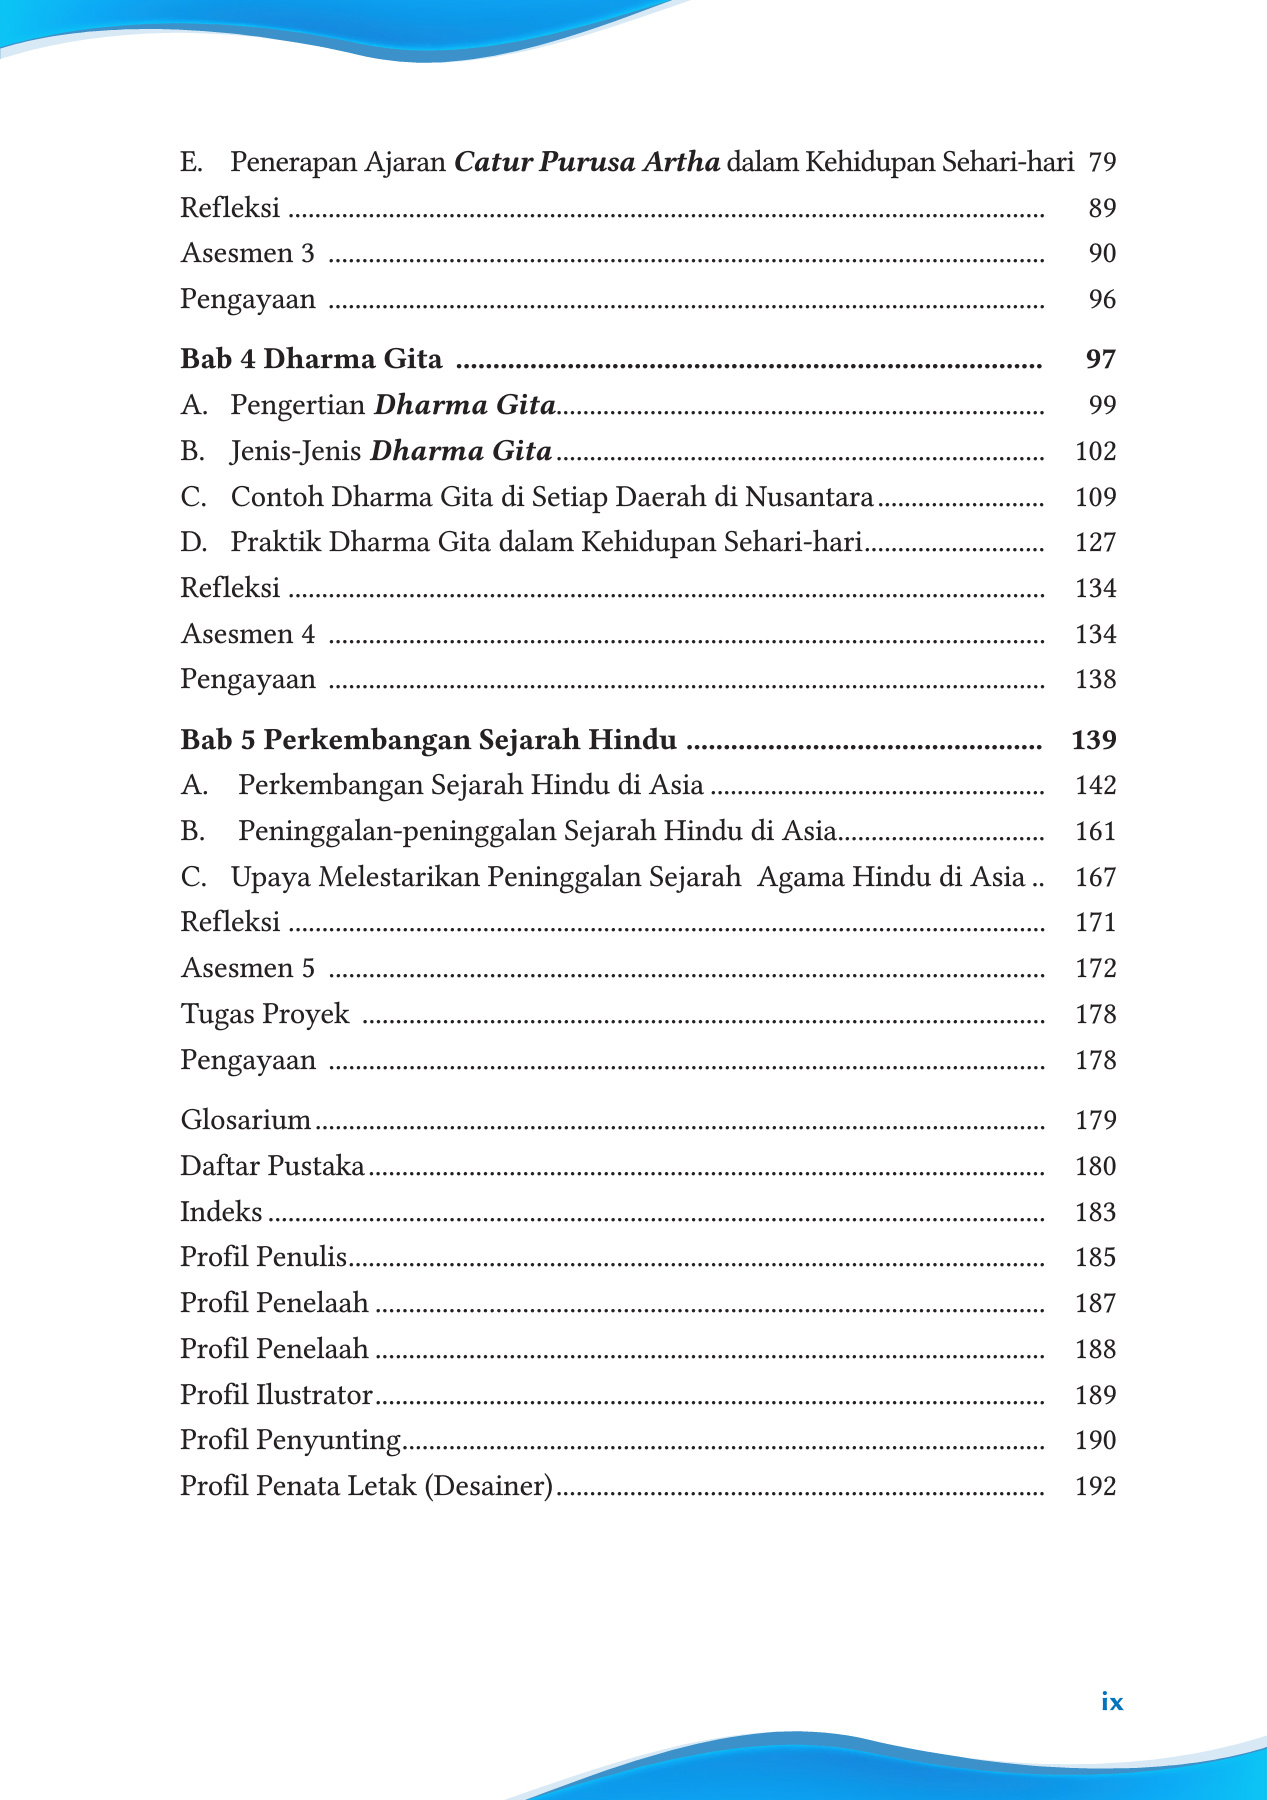 E. Penerapan Ajaran Catur Purusa Artha dalam Kehidupan Sehari-hari 79
Refleksi ........................................................................ 89
Asesmen 3 ........................................................................ 90
Pengayaan ........................................................................ 96
Bab 4 Dharma Gita ........................................................................ 97
A. Pengertian Dharma Gita........................................................................ 99
B. Jenis-Jenis Dharma Gita ........................................................................ 102
C. Contoh Dharma Gita di Setiap Daerah di Nusantara ......................... 109
D. Praktik Dharma Gita dalam Kehidupan Sehari-hari........................... 127
Refleksi ........................................................................ 134
Asesmen 4 ........................................................................ 134
Pengayaan ........................................................................ 138
Bab 5 Perkembangan Sejarah Hindu ................................................ 139
A. Perkembangan Sejarah Hindu di Asia .................................................. 142
B. Peninggalan-peninggalan Sejarah Hindu di Asia............................... 161
C. Upaya Melestarikan Peninggalan Sejarah Agama Hindu di Asia .. 167
Refleksi ........................................................................ 171
Asesmen 5 ........................................................................ 172
Tugas Proyek ........................................................................ 178
Pengayaan ........................................................................ 178
Glosarium ........................................................................ 179
Daftar Pustaka ........................................................................ 180
Indeks ........................................................................ 183
Profil Penulis........................................................................ 185
Profil Penelaah ........................................................................ 187
Profil Penelaah ........................................................................ 188
Profil Ilustrator ........................................................................ 189
Profil Penyunting........................................................................ 190
Profil Penata Letak (Desainer) ........................................................................ 192
ix